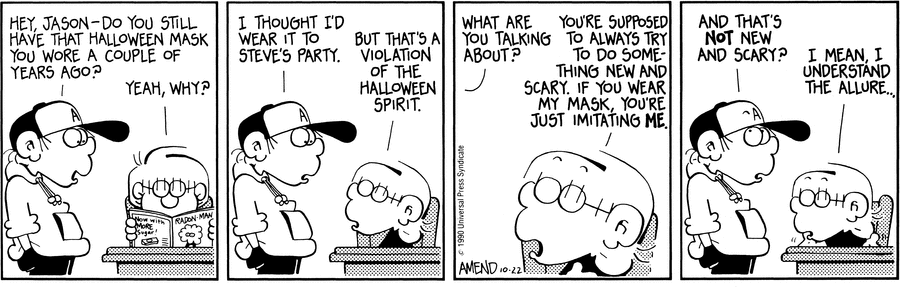 HEY, JASON-DO YOU STILL
HAVE THAT HALLOWEEN MASK
YOU WORE A COUPLE OF
YEARS AGO?
YEAH, WHY?
A
NOW WITH
MORE
SUGAR!
RADON-MAN
I THOUGHT I'D
WEAR IT TO
STEVE'S PARTY.
BUT THAT'S A
VIOLATION
OF THE
HALLOWEEN
SPIRIT.
A
© 1990 Universal Press Syndicate
WHAT ARE
YOU TALKING
ABOUT?
YOU'RE SUPPOSED
TO ALWAYS TRY
TO DO SOME-
THING NEW AND
SCARY. IF YOU WEAR
MY MASK, YOU'RE
JUST IMITATING ME.
AMEND 10-22
AND THAT'S
NOT NEW
AND SCARY?
I MEAN, I
UNDERSTAND
THE ALLURE...
A